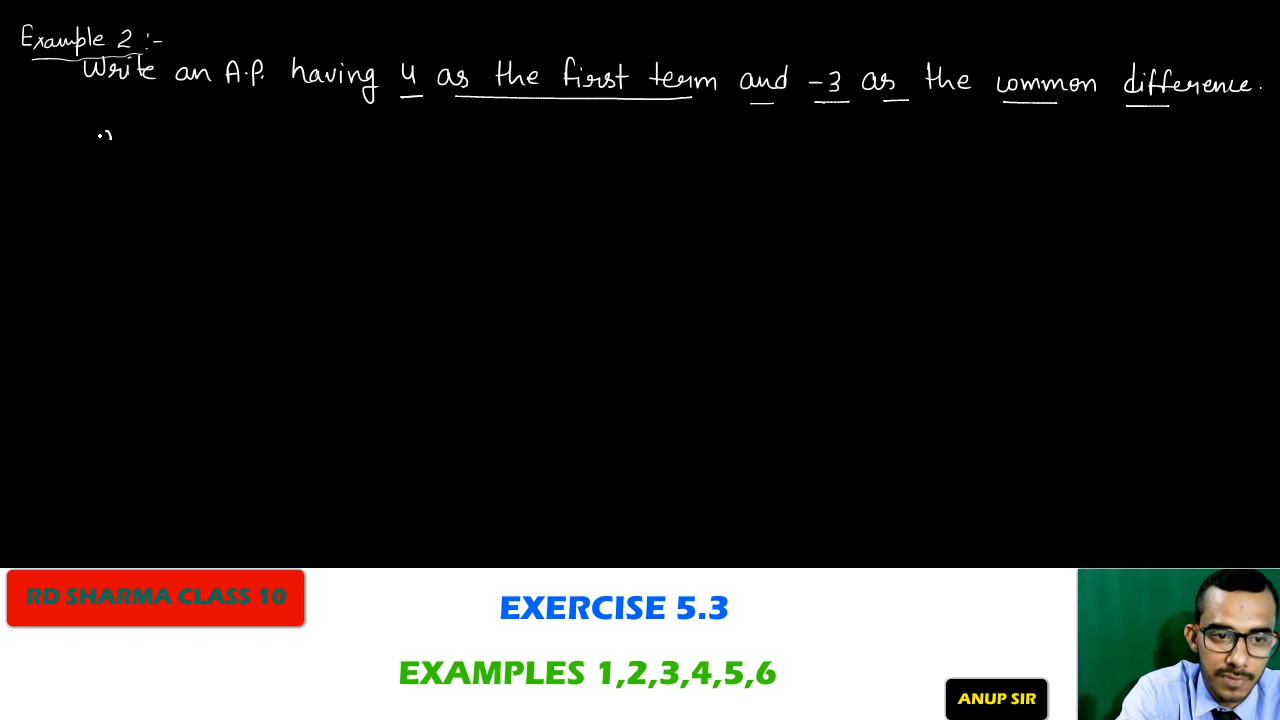 Example 2 :-
Write an A.P. having 4 as the first term and -3 as the common difference.
RD SHARMA CLASS 10
EXERCISE 5.3
EXAMPLES 1,2,3,4,5,6
ANUP SIR